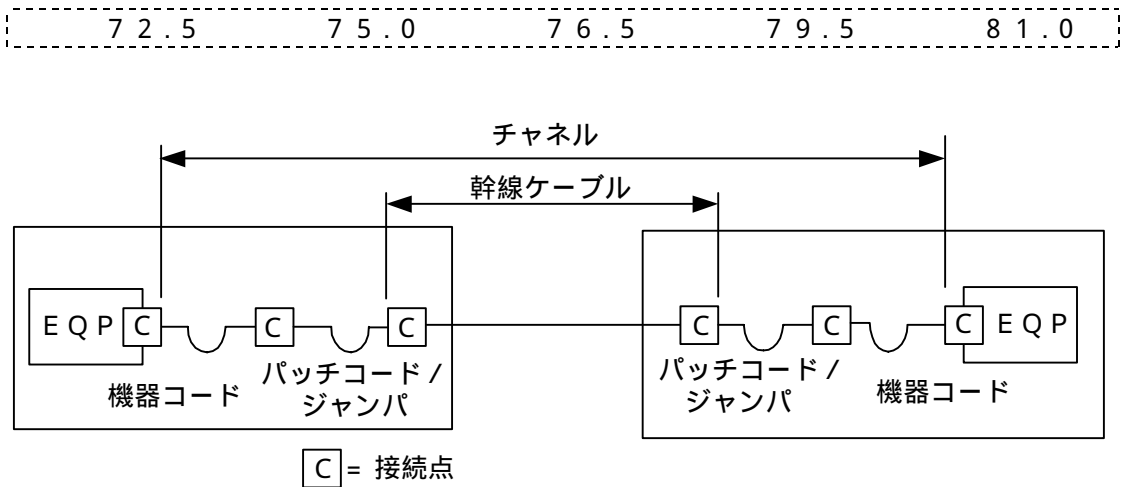 72.5 75.0 76.5 79.5 81.0
チャネル
幹線ケーブル
EQP C C C C C C EQP
機器コード
パッチコード/
ジャンパ
パッチコード/
ジャンパ
機器コード
C = 接続点